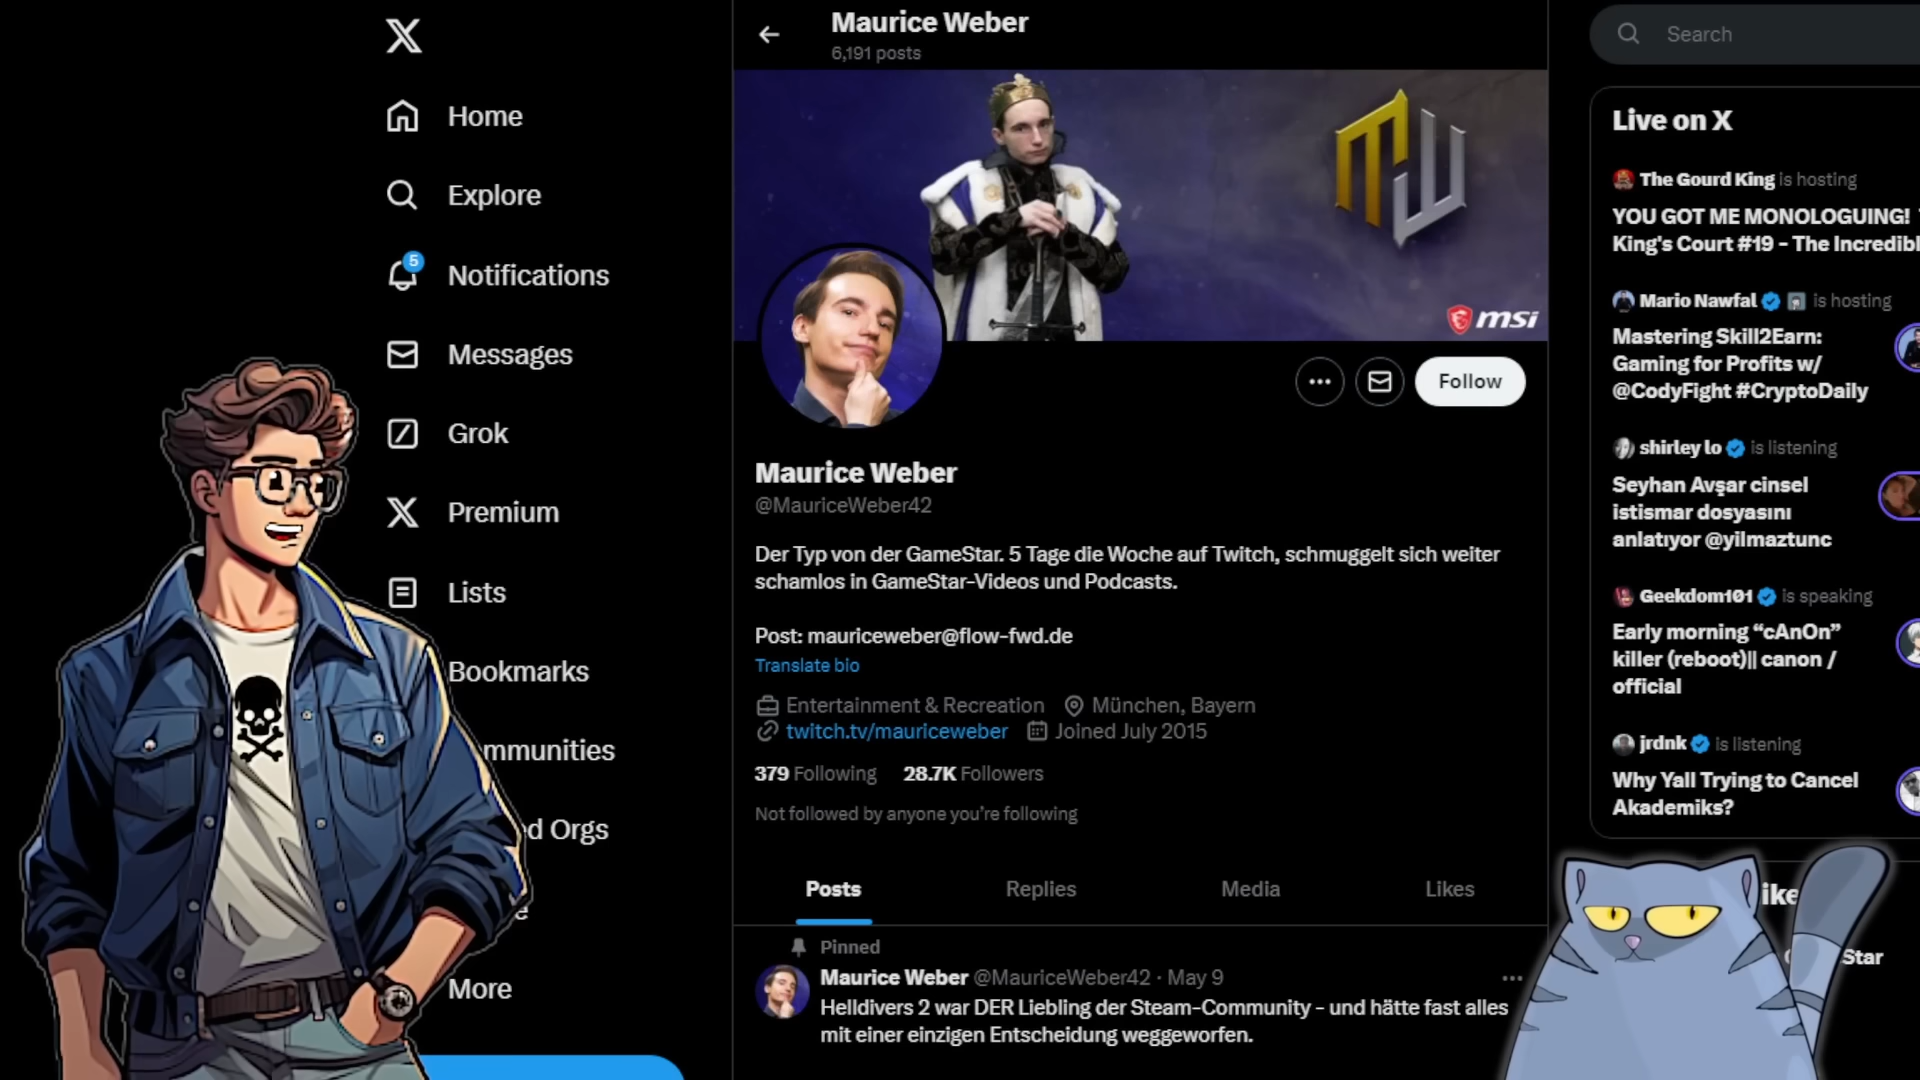 Home
Explore
5
Notifications
Messages
Grok
Premium
Lists
Bookmarks
mmunities
d Orgs
e
More
Maurice Weber
6,191 posts
MW
msi
Follow
Maurice Weber
@MauriceWeber42
Der Typ von der GameStar. 5 Tage die Woche auf Twitch, schmuggelt sich weiter
schamlos in GameStar-Videos und Podcasts.
Post: mauriceweber@flow-fwd.de
Translate bio
Entertainment & Recreation München, Bayern
twitch.tv/mauriceweber Joined July 2015
379 Following 28.7K Followers
Not followed by anyone you're following
Posts Replies Media Likes
Pinned
Maurice Weber @MauriceWeber42 · May 9
Helldivers 2 war DER Liebling der Steam-Community - und hätte fast alles
mit einer einzigen Entscheidung weggeworfen.
Search
Live on X
The Gourd King is hosting
YOU GOT ME MONOLOGUING!
King's Court #19 - The Incredibl
Mario Nawfal is hosting
Mastering Skill2Earn:
Gaming for Profits w/
@CodyFight #CryptoDaily
shirley lo is listening
Seyhan Avşar cinsel
istismar dosyasını
anlatıyor @yilmaztunc
Geekdom101 is speaking
Early morning “cAnOn”
killer (reboot)|| canon /
official
jrdnk is listening
Why Yall Trying to Cancel
Akademiks?
ike
Star